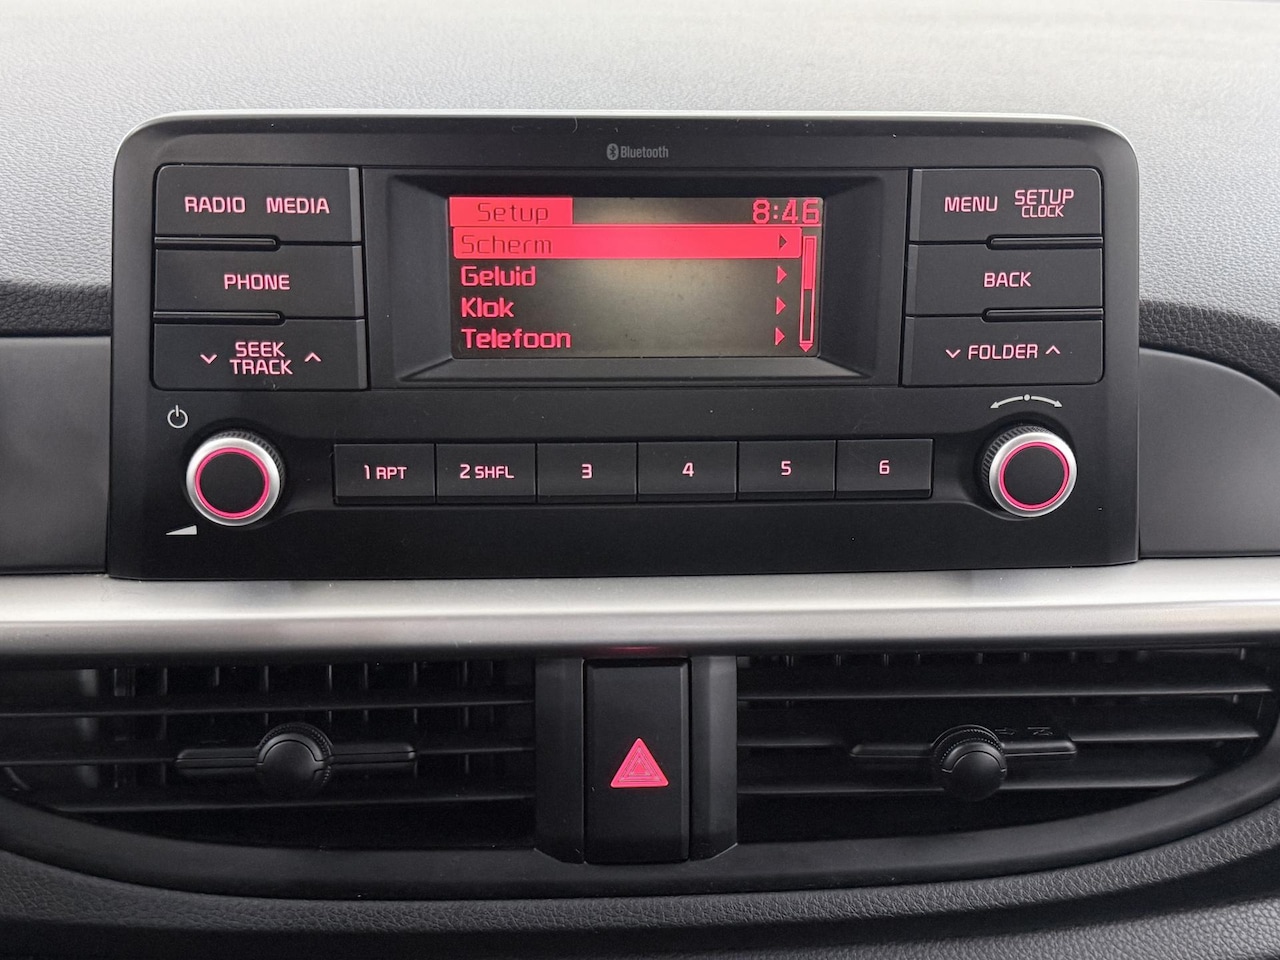 Bluetooth
RADIO MEDIA
PHONE
SEEK
TRACK
Setup 8:46
Scherm
Geluid
Klok
Telefoon
MENU SETUP
CLOCK
BACK
FOLDER
1 RPT 2 SHFL 3 4 5 6